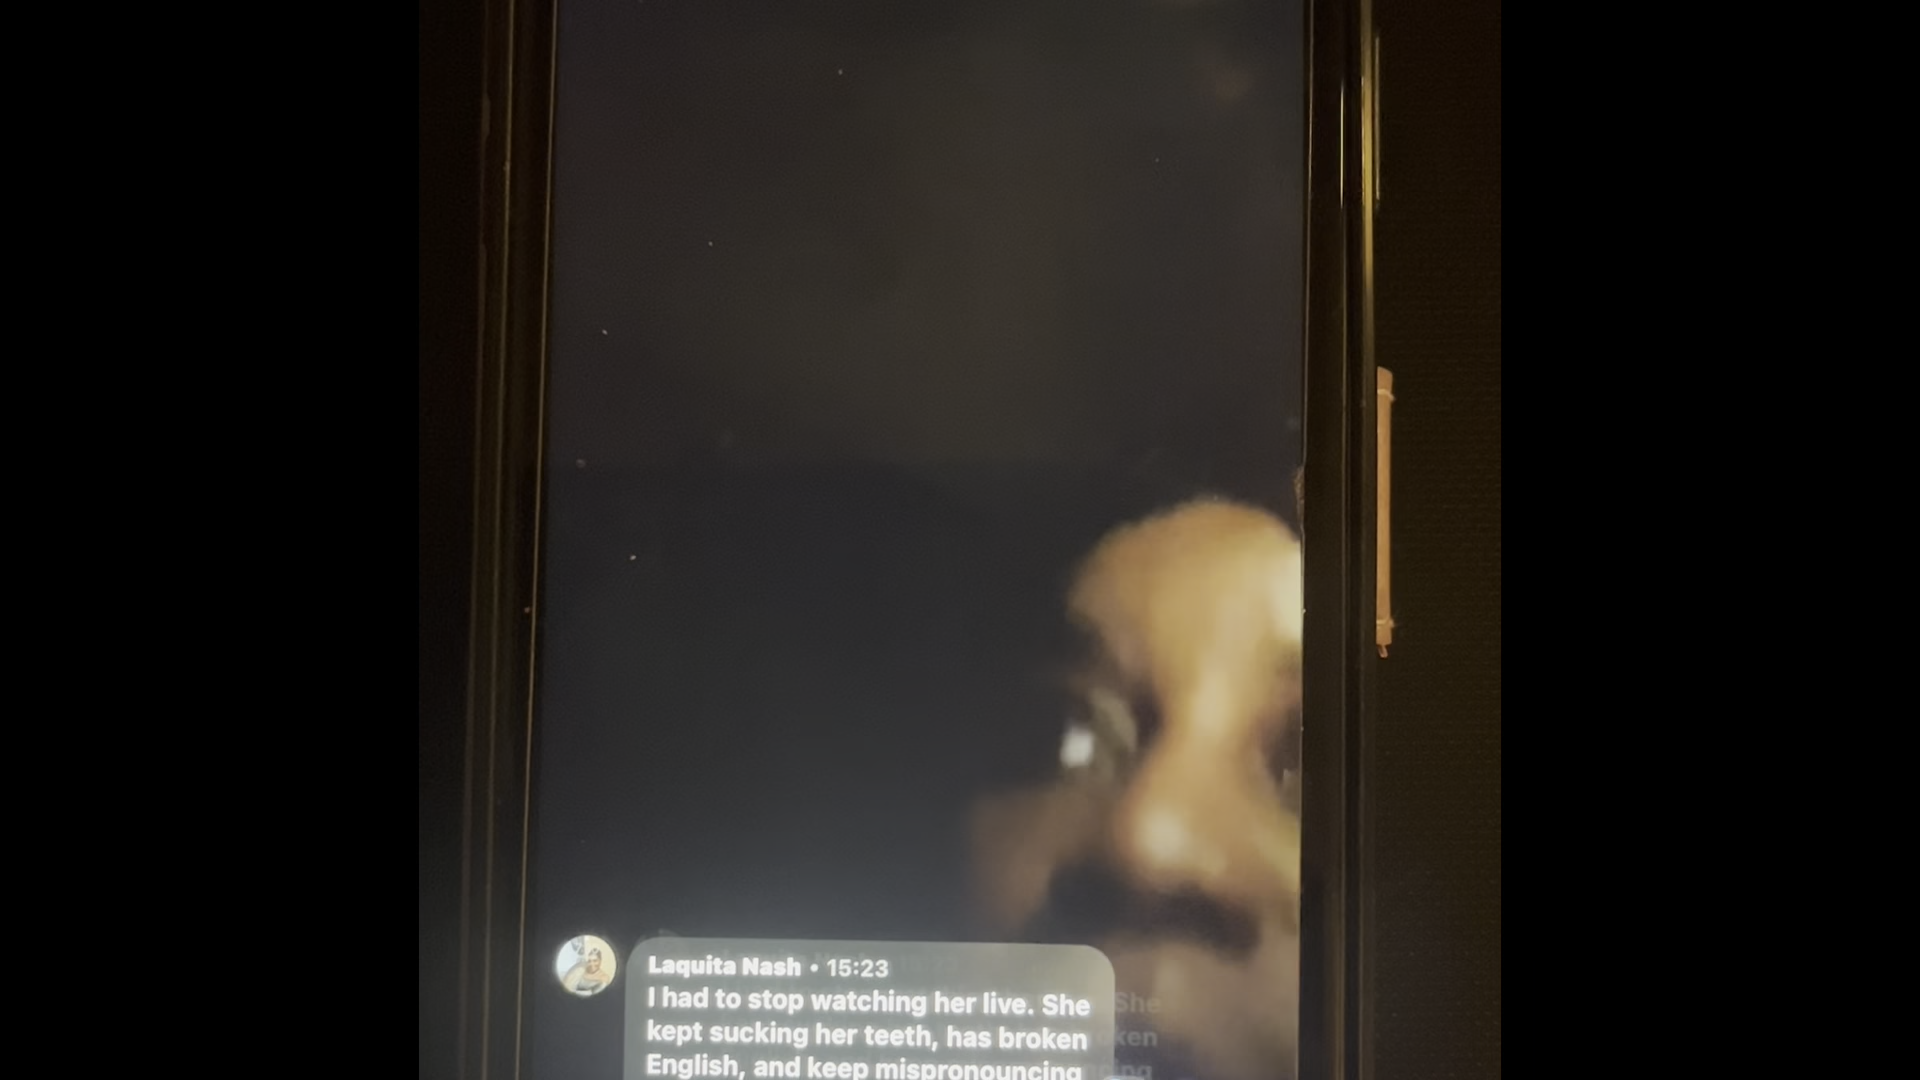 Laquita Nash • 15:23
I had to stop watching her live. She
kept sucking her teeth, has broken
English, and keep mispronouncing